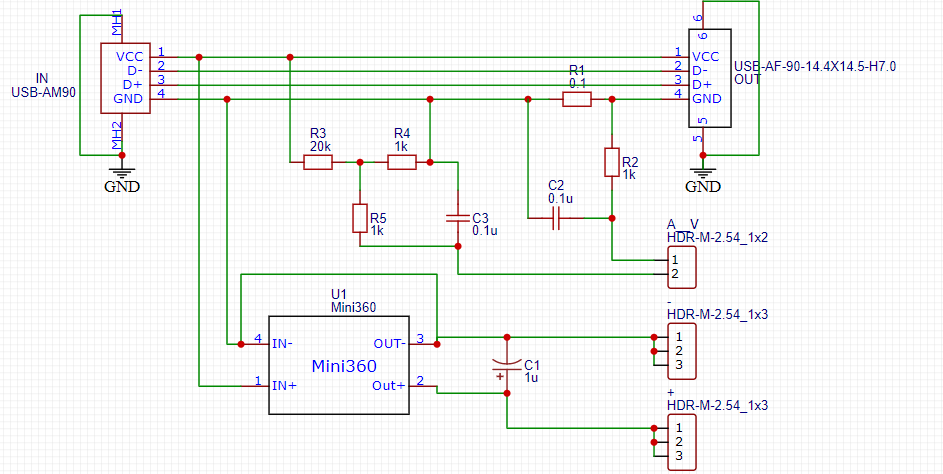 MH1
6
6
IN
USB-AM90
VCC 1
D- 2
D+ 3
GND 4
1 VCC
2 D-
3 D+
4 GND
USB-AF-90-14.4X14.5-H7.0
OUT
R1
0.1
MH2
5
5
GND
GND
R3
20k
R4
1k
R2
1k
C2
0.1u
R5
1k
C3
0.1u
A__V
HDR-M-2.54_1x2
1
2
U1
Mini360
4 IN-
OUT- 3
Mini360
1 IN+
Out+ 2
C1
1u
+
-
HDR-M-2.54_1x3
1
2
3
+
HDR-M-2.54_1x3
1
2
3